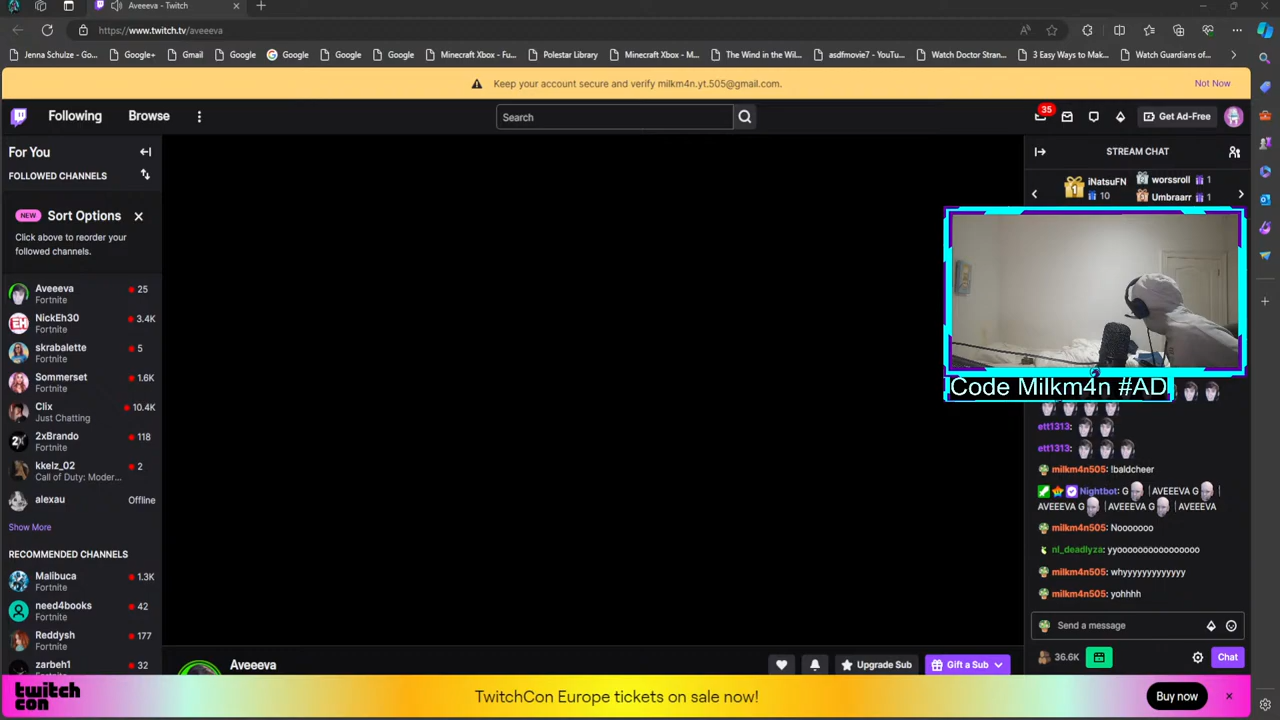 Aveeeva - Twitch
https://www.twitch.tv/aveeeva
Jenna Schulze - Go...
Google+
Gmail
Google
Google
Google
Google
Minecraft Xbox - Fu...
Polestar Library
Minecraft Xbox - M...
The Wind in the Wil...
asdfmovie7 - YouTu...
Watch Doctor Stran...
3 Easy Ways to Mak...
Watch Guardians of...
Keep your account secure and verify milkm4n.yt.505@gmail.com.
Not Now
Following
Browse
Search
35
Get Ad-Free
For You
FOLLOWED CHANNELS
NEW
Sort Options
Click above to reorder your
followed channels.
Aveeeva
25
Fortnite
NickEh30
3.4K
Fortnite
skrabalette
5
Fortnite
Sommerset
1.6K
Fortnite
Clix
10.4K
Just Chatting
2xBrando
118
Fortnite
kkelz_02
2
Call of Duty: Moder...
alexau
Offline
Show More
RECOMMENDED CHANNELS
Malibuca
1.3K
Fortnite
need4books
42
Fortnite
Reddysh
177
Fortnite
zarbeh1
32
STREAM CHAT
1
iNatsuFN
10
2
worssroll
1
3
Umbraarr
1
Code Milkm4n #AD
ett1313:
ett1313:
milkm4n505: !baldcheer
Nightbot: G | AVEEEVA G |
AVEEEVA G | AVEEEVA G | AVEEEVA
milkm4n505: Nooooooo
nl_deadlyza: yyoooooooooooooooo
milkm4n505: whyyyyyyyyyyyyy
milkm4n505: yohhhh
Send a message
36.6K
Chat
Aveeeva
Upgrade Sub
Gift a Sub
twitch
con
TwitchCon Europe tickets on sale now!
Buy now